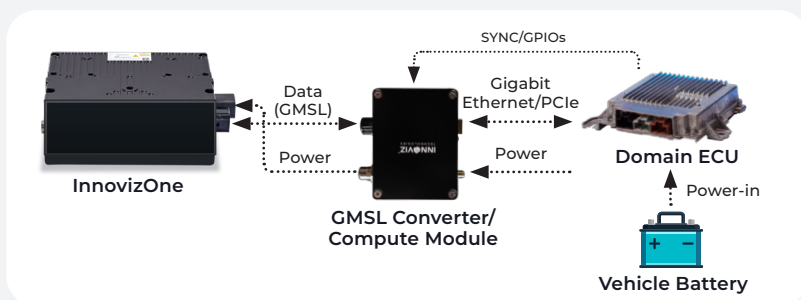 SYNC/GPIOs
Data
(GMSL)
Gigabit
Ethernet/PCIe
INNOVIZ
Power
Power
Domain ECU
InnovizOne
Power-in
GMSL Converter/
Compute Module
+ −
Vehicle Battery